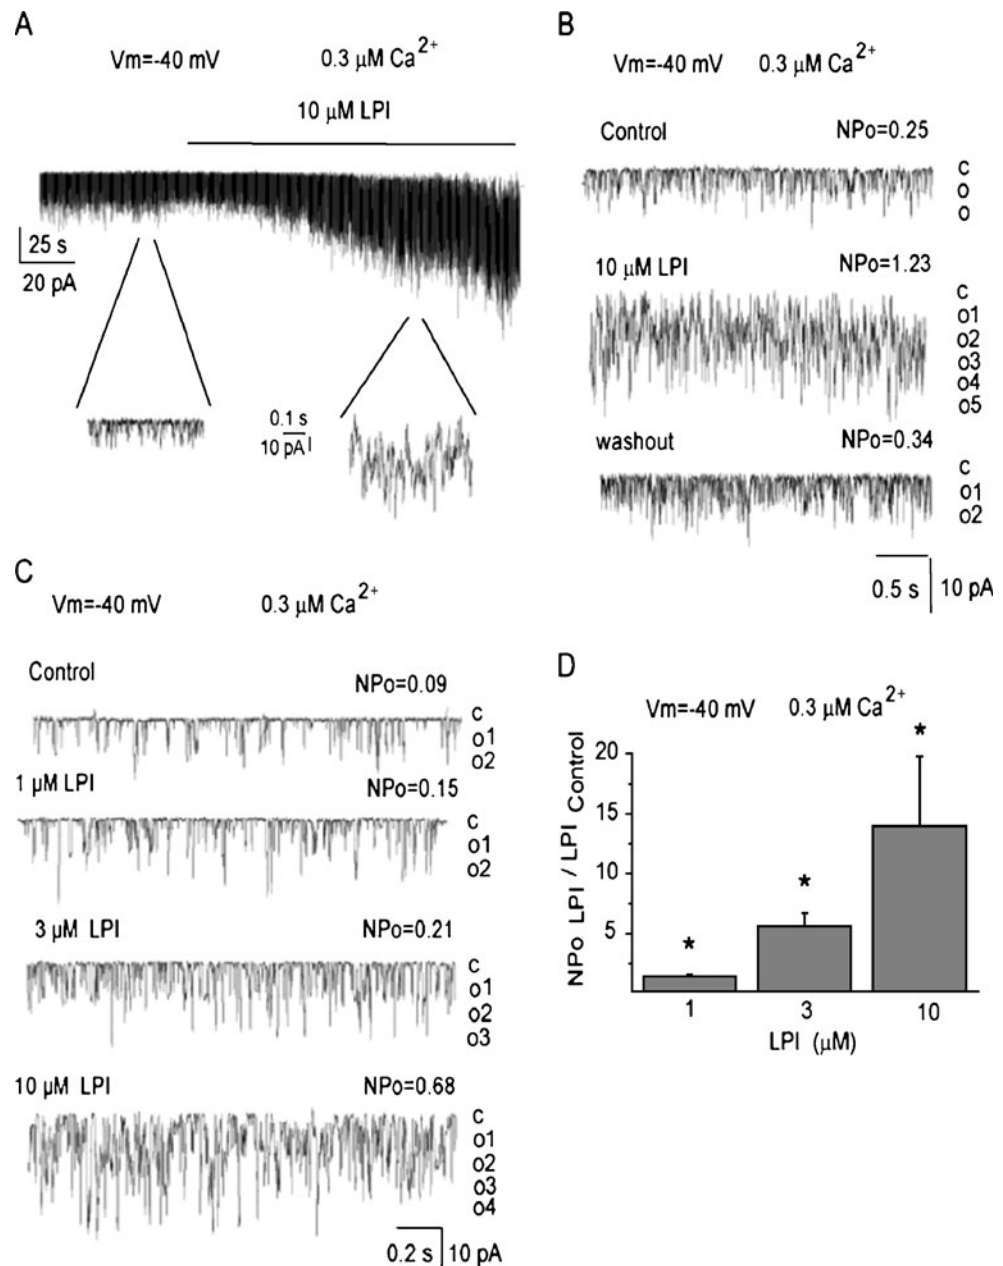 A
Vm=-40 mV 0.3 µM Ca2+
10 µM LPI
25 s
20 pA
0.1 s
10 pA
B
Vm=-40 mV 0.3 µM Ca2+
Control NPo=0.25
c
o
o
10 µM LPI NPo=1.23
c
o1
o2
o3
o4
o5
washout NPo=0.34
c
o1
o2
0.5 s 10 pA
C
Vm=-40 mV 0.3 µM Ca2+
Control NPo=0.09
c
o1
o2
1 µM LPI NPo=0.15
c
o1
o2
3 µM LPI NPo=0.21
c
o1
o2
o3
10 µM LPI NPo=0.68
c
o1
o2
o3
o4
0.2 s 10 pA
D
Vm=-40 mV 0.3 µM Ca2+
NPo LPI / LPI Control
20
15
10
5
* * *
1 3 10
LPI (µM)